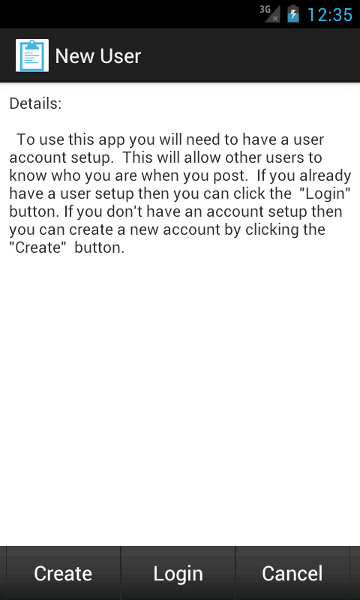 3G 12:35
New User
Details:
To use this app you will need to have a user
account setup.  This will allow other users to
know who you are when you post.  If you already
have a user setup then you can click the  "Login"
button. If you don't have an account setup then
you can create a new account by clicking the
"Create"  button.
Create Login Cancel